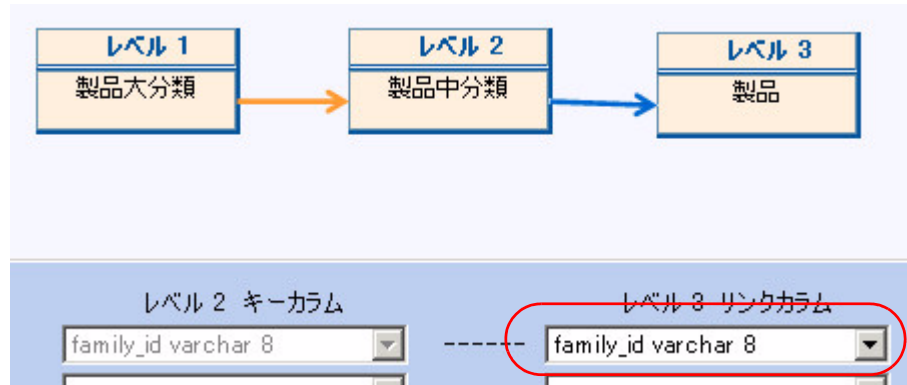 レベル 1
レベル 2
レベル 3
製品大分類
製品中分類
製品
レベル 2 キーカラム
レベル 3 リンクカラム
family_id varchar 8
family_id varchar 8